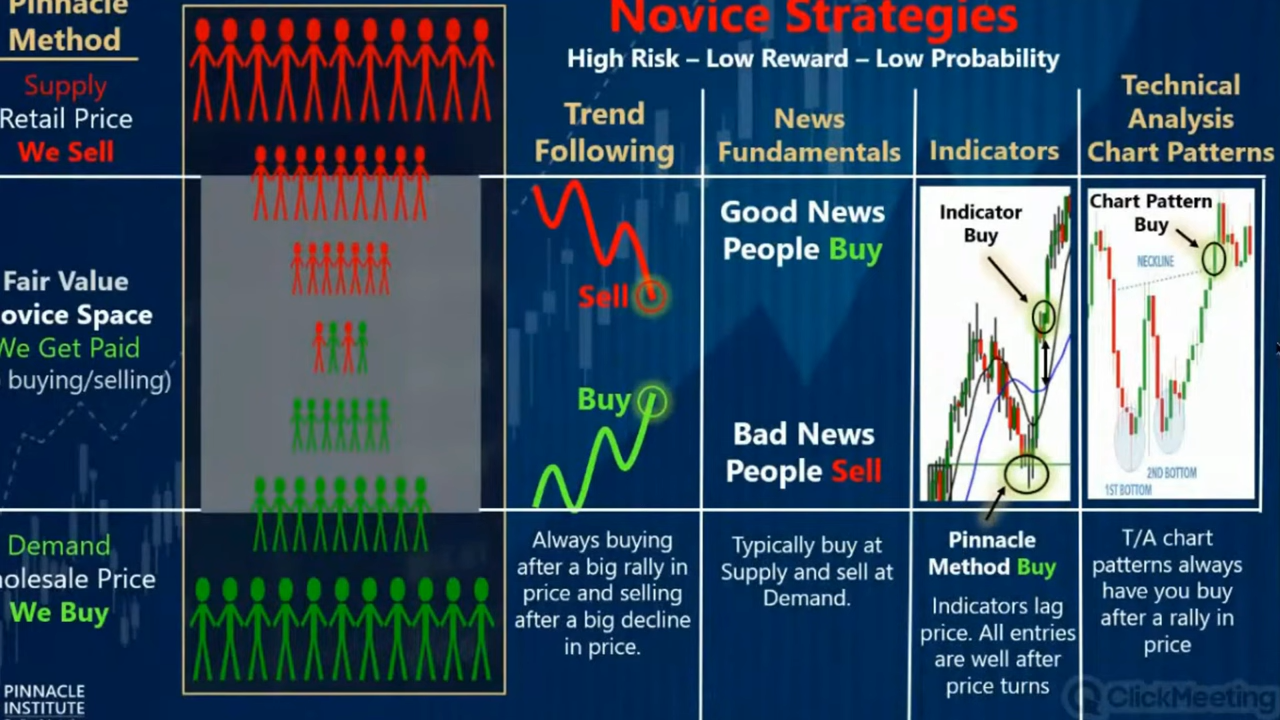 Pinnacle
Method
Supply
Retail Price
We Sell
Fair Value
ovice Space
We Get Paid
buying/selling)
Demand
olesale Price
We Buy
PINNACLE
INSTITUTE
Novice Strategies
High Risk – Low Reward – Low Probability
Trend
Following
Sell
Buy
Always buying
after a big rally in
price and selling
after a big decline
in price.
News
Fundamentals
Good News
People Buy
Bad News
People Sell
Typically buy at
Supply and sell at
Demand.
Indicators
Indicator
Buy
Pinnacle
Method Buy
Indicators lag
price. All entries
are well after
price turns
Technical
Analysis
Chart Patterns
Chart Pattern
Buy
NECKLINE
2ND BOTTOM
1ST BOTTOM
T/A chart
patterns always
have you buy
after a rally in
price
ClickMeeting